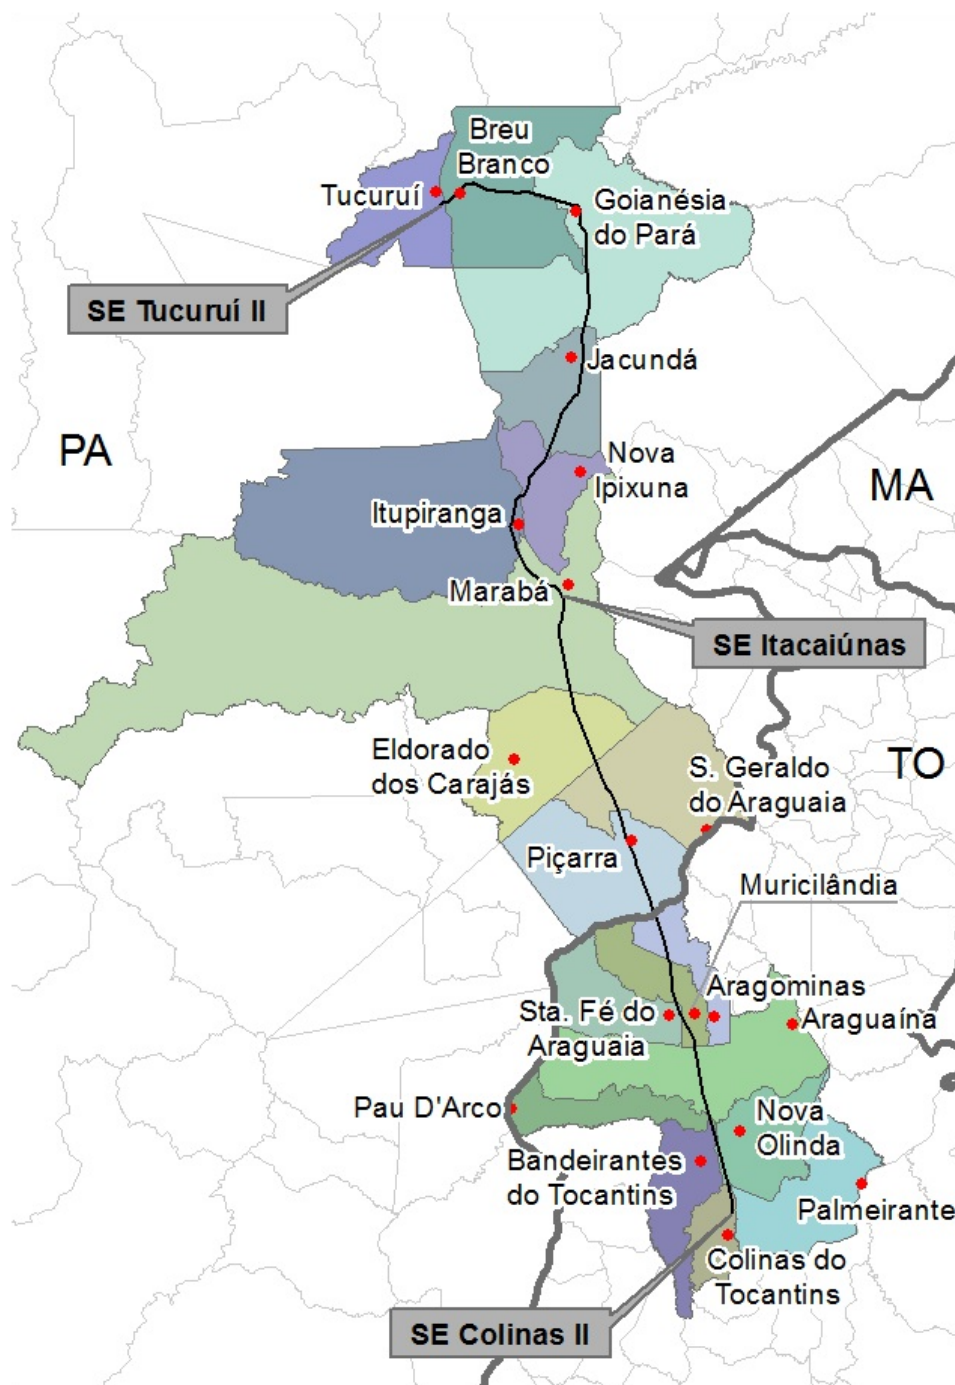 Breu
Branco
Tucuruí
Goianésia
do Pará
SE Tucuruí II
Jacundá
PA
Nova
Ipixuna
MA
Itupiranga
Marabá
SE Itacaiúnas
Eldorado
dos Carajás
S. Geraldo
do Araguaia
TO
Piçarra
Muricilândia
Aragominas
Sta. Fé do
Araguaia
Araguaína
Pau D'Arco
Nova
Olinda
Bandeirantes
do Tocantins
Palmeirante
Colinas do
Tocantins
SE Colinas II